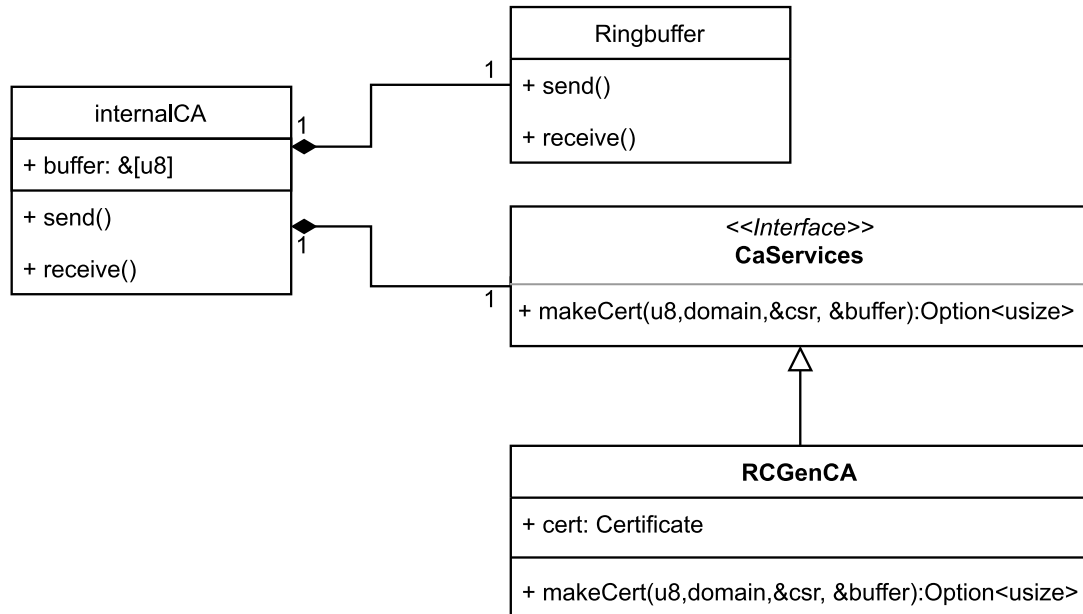 Ringbuffer
+ send()
+ receive()
1
internalCA
+ buffer: &[u8]
+ send()
+ receive()
1
1
1
<<Interface>>
CaServices
+ makeCert(u8,domain,&csr, &buffer):Option<usize>
RCGenCA
+ cert: Certificate
+ makeCert(u8,domain,&csr, &buffer):Option<usize>